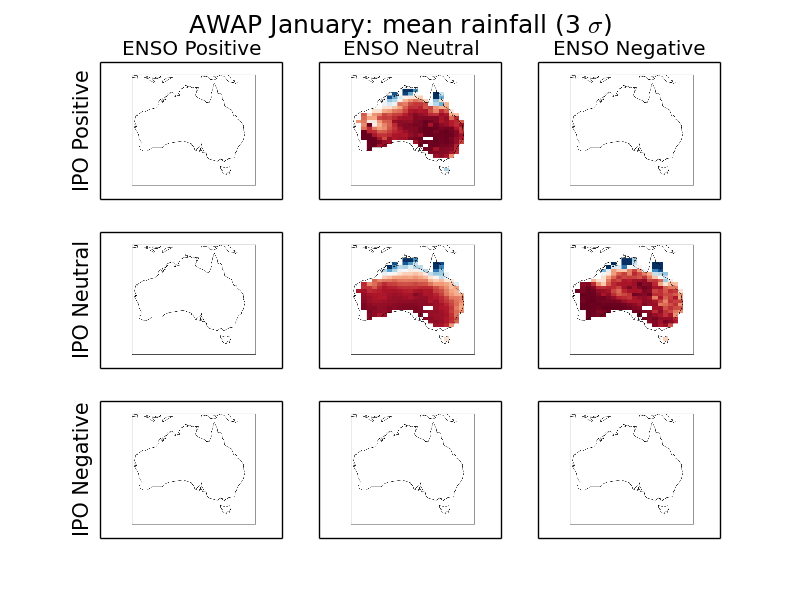 AWAP January: mean rainfall (3 σ)
ENSO Positive
ENSO Neutral
ENSO Negative
IPO Positive
IPO Neutral
IPO Negative